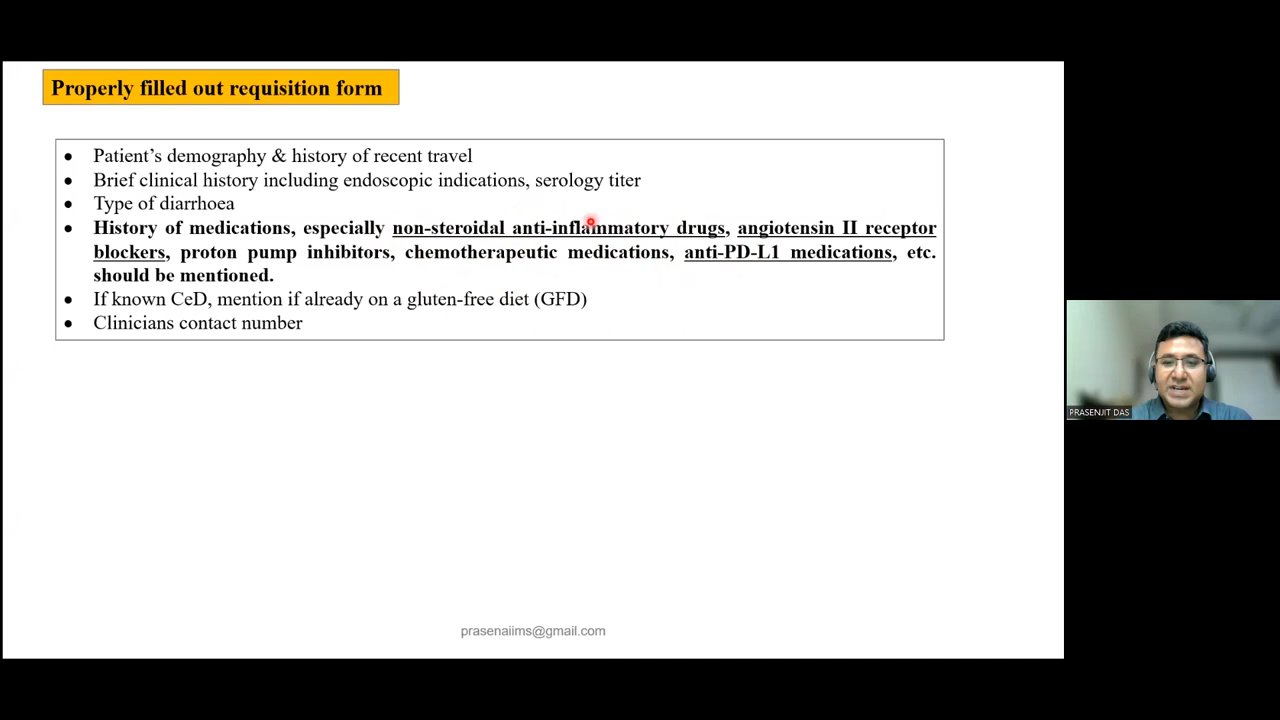 Properly filled out requisition form
• Patient's demography & history of recent travel
• Brief clinical history including endoscopic indications, serology titer
• Type of diarrhoea
• History of medications, especially non-steroidal anti-inflammatory drugs, angiotensin II receptor
blockers, proton pump inhibitors, chemotherapeutic medications, anti-PD-L1 medications, etc.
should be mentioned.
• If known CeD, mention if already on a gluten-free diet (GFD)
• Clinicians contact number
PRASENJIT DAS
prasenaiims@gmail.com